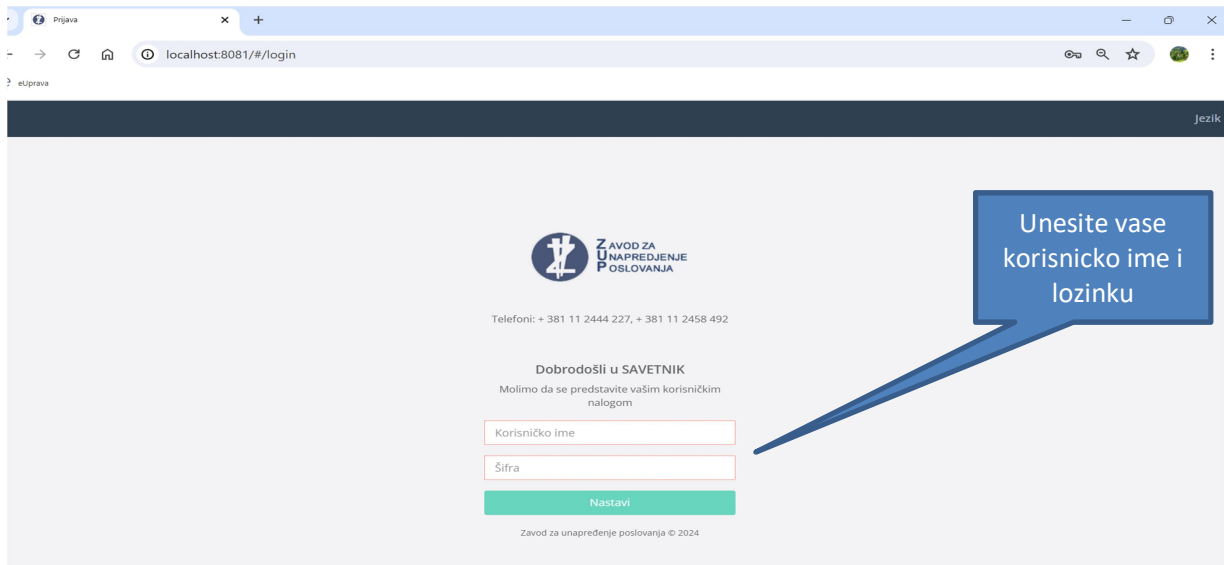 Prijava
localhost:8081/#/login
eUprava
Jezik
ZAVOD ZA
UNAPREDJENJE
POSLOVANJA
Telefoni: + 381 11 2444 227, + 381 11 2458 492
Dobrodošli u SAVETNIK
Molimo da se predstavite vašim korisničkim
nalogom
Korisničko ime
Šifra
Nastavi
Zavod za unapređenje poslovanja © 2024
Unesite vase
korisnicko ime i
lozinku